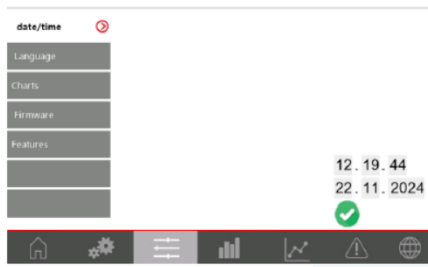 date/time
Language
Charts
Firmware
Features
12. 19. 44
22. 11. 2024